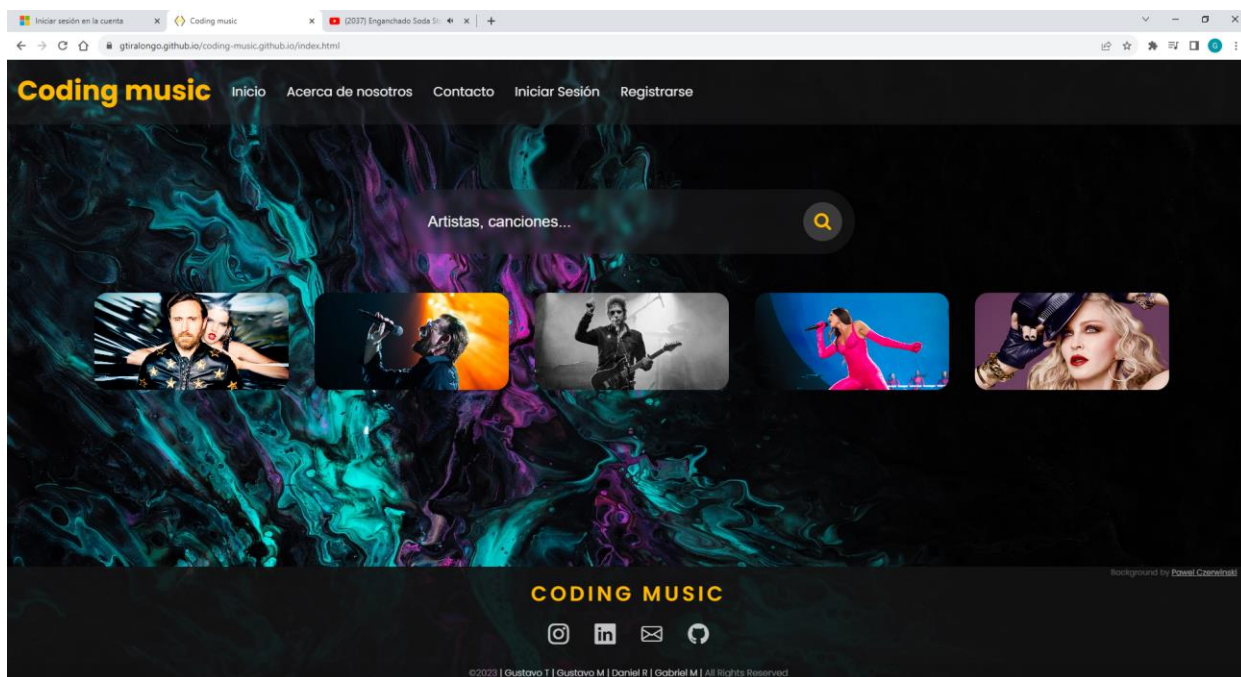 Iniciar sesión en la cuenta
Coding music
(2037) Enganchado Soda St
gtiralongo.github.io/coding-music.github.io/index.html
G
Coding music Inicio Acerca de nosotros Contacto Iniciar Sesión Registrarse
Artistas, canciones...
Background by Pawel Czerwinski
CODING MUSIC
in
©2023 | Gustavo T | Gustavo M | Daniel R | Gabriel M | All Rights Reserved